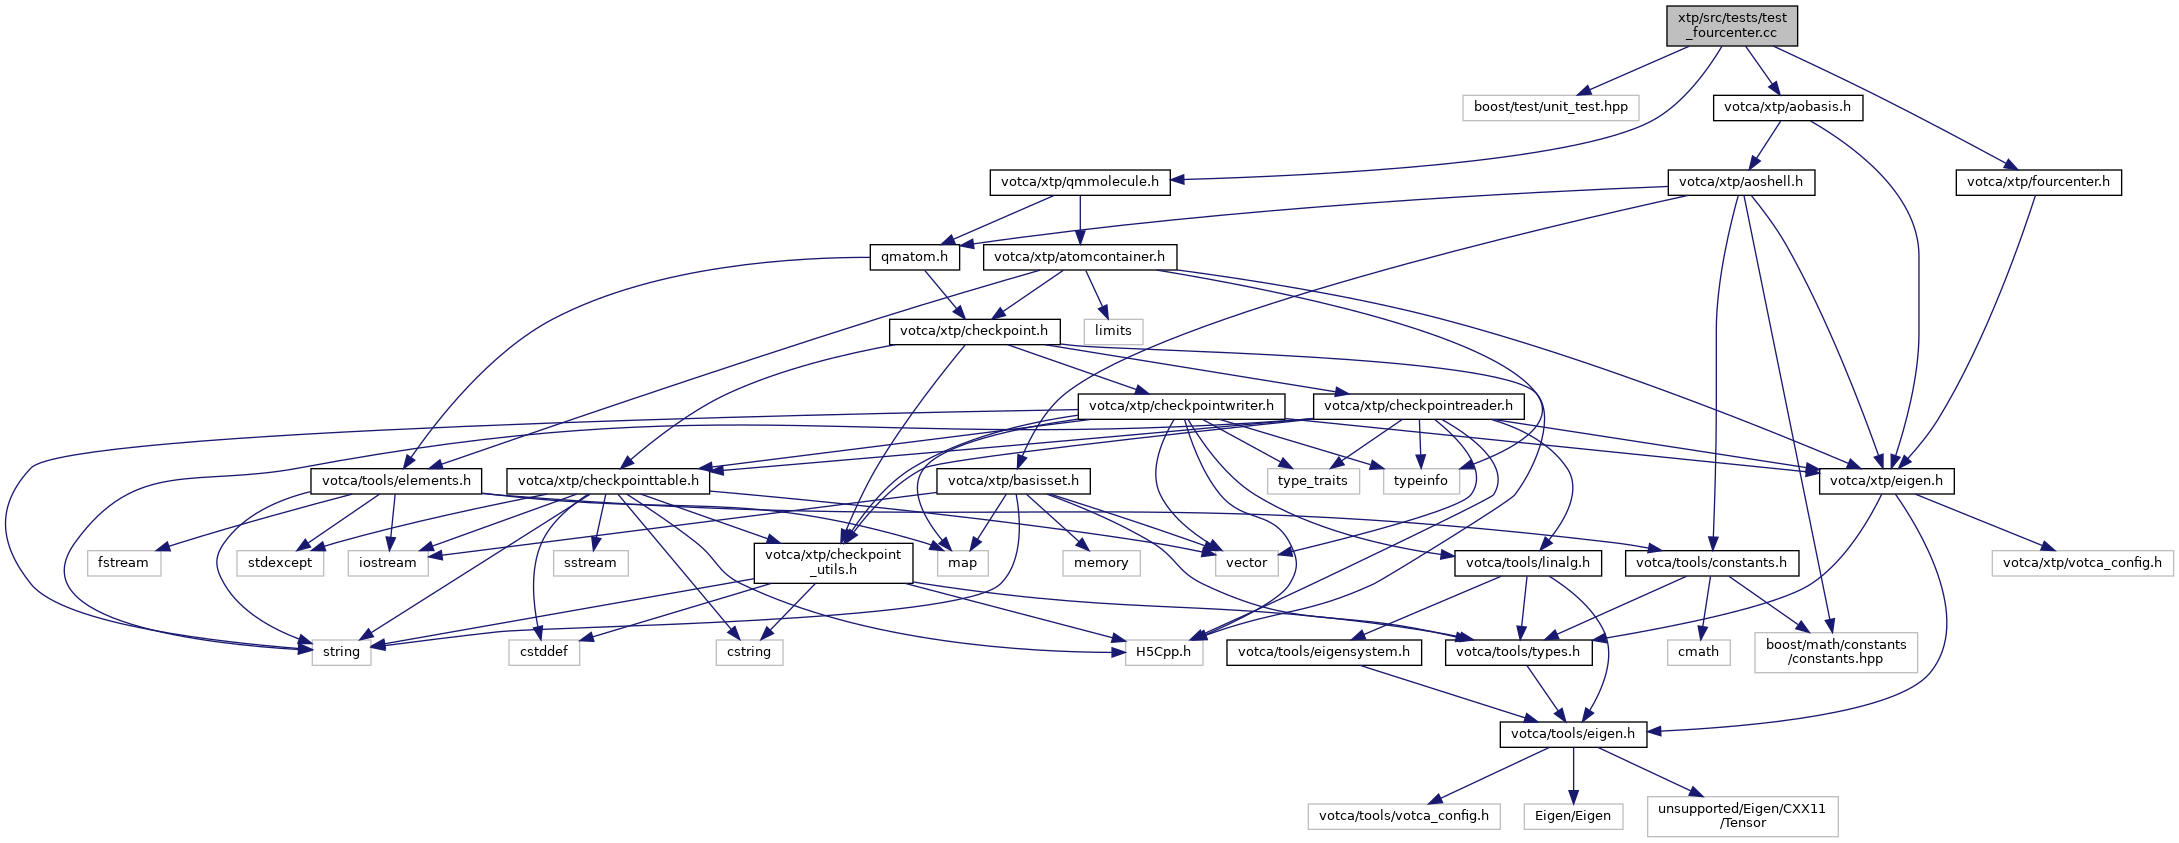 xtp/src/tests/test
_fourcenter.cc
boost/test/unit_test.hpp
votca/xtp/aobasis.h
votca/xtp/qmmolecule.h
votca/xtp/aoshell.h
votca/xtp/fourcenter.h
qmatom.h
votca/xtp/atomcontainer.h
votca/xtp/checkpoint.h
limits
votca/xtp/checkpointwriter.h
votca/xtp/checkpointreader.h
votca/tools/elements.h
votca/xtp/checkpointtable.h
votca/xtp/basisset.h
type_traits
typeinfo
votca/xtp/eigen.h
fstream
stdexcept
iostream
sstream
votca/xtp/checkpoint
_utils.h
map
memory
vector
votca/tools/linalg.h
votca/tools/constants.h
votca/xtp/votca_config.h
string
cstddef
cstring
H5Cpp.h
votca/tools/eigensystem.h
votca/tools/types.h
cmath
boost/math/constants
/constants.hpp
votca/tools/eigen.h
votca/tools/votca_config.h
Eigen/Eigen
unsupported/Eigen/CXX11
/Tensor